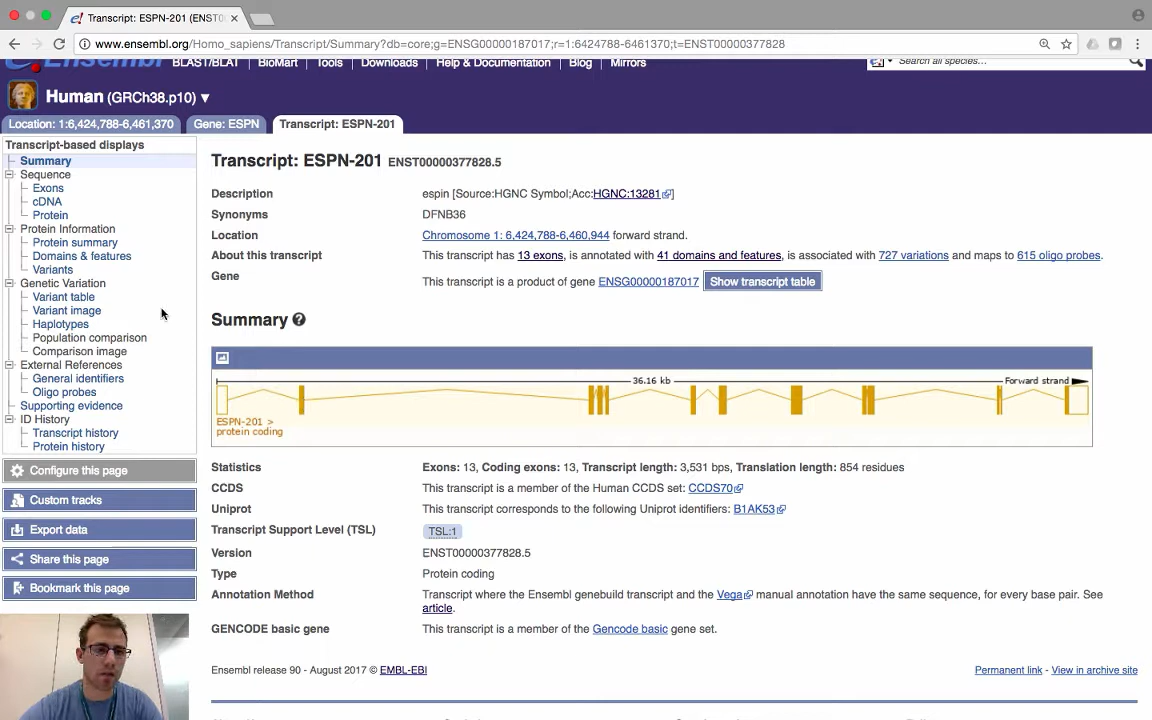 Transcript: ESPN-201 (ENST0
www.ensembl.org/Homo_sapiens/Transcript/Summary?db=core;g=ENSG00000187017;r=1:6424788-6461370;t=ENST00000377828
Ensembl BLAST/BLAT | BioMart | Tools | Downloads | Help & Documentation | Blog | Mirrors
Search all species...
Human (GRCh38.p10) ▼
Location: 1:6,424,788-6,461,370
Gene: ESPN
Transcript: ESPN-201
Transcript-based displays
Summary
Sequence
Exons
cDNA
Protein
Protein Information
Protein summary
Domains & features
Variants
Genetic Variation
Variant table
Variant image
Haplotypes
Population comparison
Comparison image
External References
General identifiers
Oligo probes
Supporting evidence
ID History
Transcript history
Protein history
Configure this page
Custom tracks
Export data
Share this page
Bookmark this page
Transcript: ESPN-201 ENST00000377828.5
Description espin [Source:HGNC Symbol;Acc:HGNC:13281]
Synonyms DFNB36
Location Chromosome 1: 6,424,788-6,460,944 forward strand.
About this transcript This transcript has 13 exons, is annotated with 41 domains and features, is associated with 727 variations and maps to 615 oligo probes.
Gene This transcript is a product of gene ENSG00000187017 Show transcript table
Summary
36.16 kb Forward strand
ESPN-201 >
protein coding
Statistics Exons: 13, Coding exons: 13, Transcript length: 3,531 bps, Translation length: 854 residues
CCDS This transcript is a member of the Human CCDS set: CCDS70
Uniprot This transcript corresponds to the following Uniprot identifiers: B1AK53
Transcript Support Level (TSL) TSL:1
Version ENST00000377828.5
Type Protein coding
Annotation Method Transcript where the Ensembl genebuild transcript and the Vega manual annotation have the same sequence, for every base pair. See
article.
GENCODE basic gene This transcript is a member of the Gencode basic gene set.
Ensembl release 90 - August 2017 © EMBL-EBI
Permanent link - View in archive site